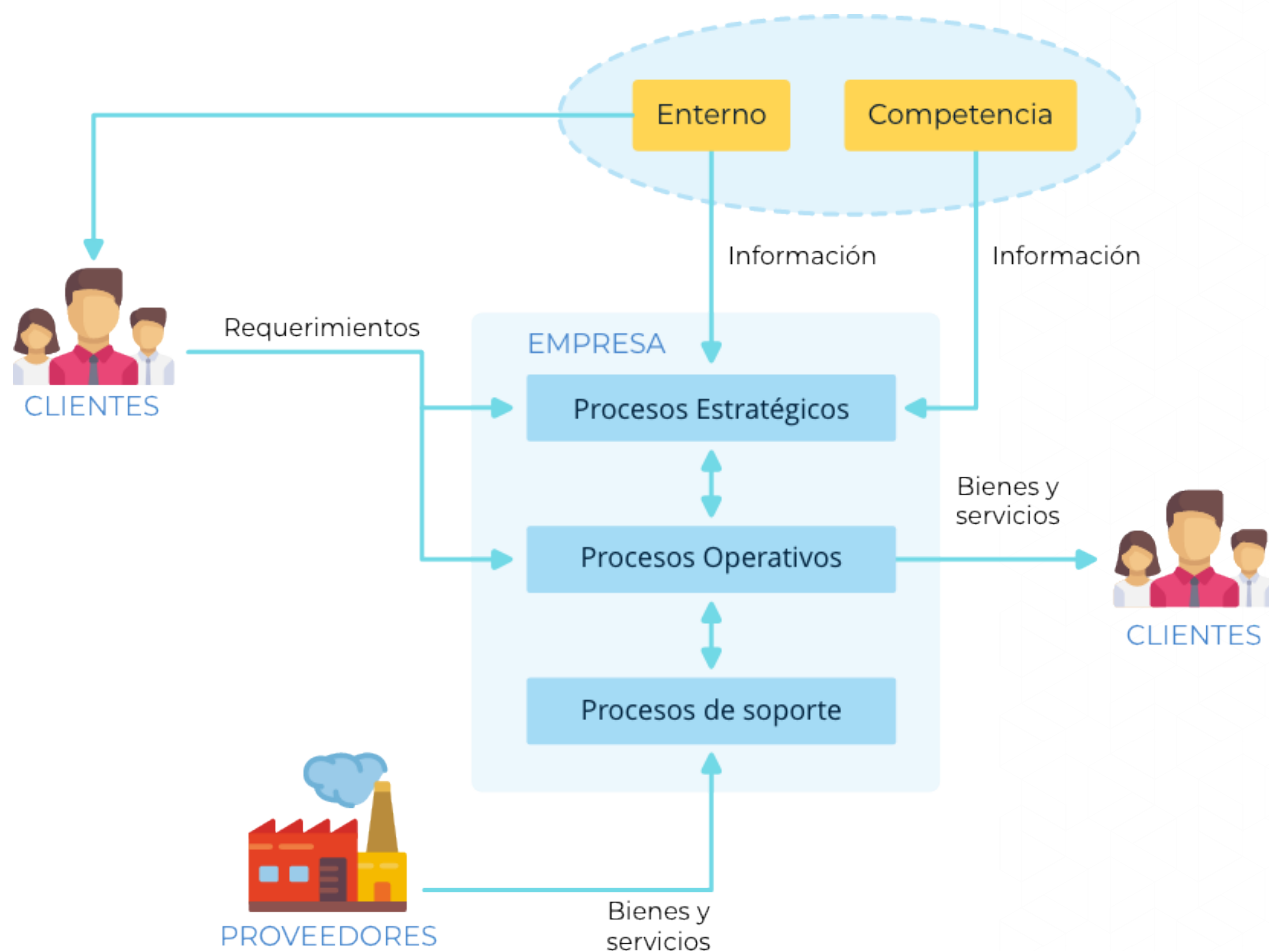 Enterno
Competencia
Información
Información
Requerimientos
EMPRESA
CLIENTES
Procesos Estratégicos
Bienes y
servicios
Procesos Operativos
CLIENTES
Procesos de soporte
PROVEEDORES
Bienes y
servicios